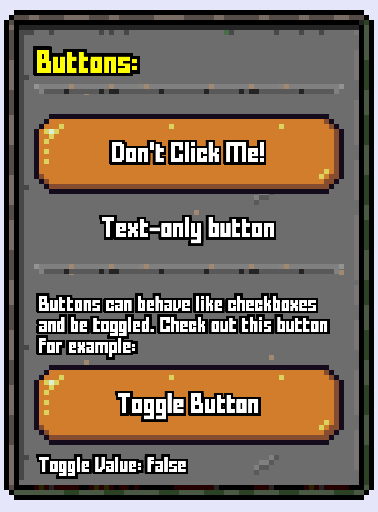 Buttons:
Don't Click Me!
Text-only button
Buttons can behave like checkboxes
and be toggled. Check out this button
for example:
Toggle Button
Toggle Value: False